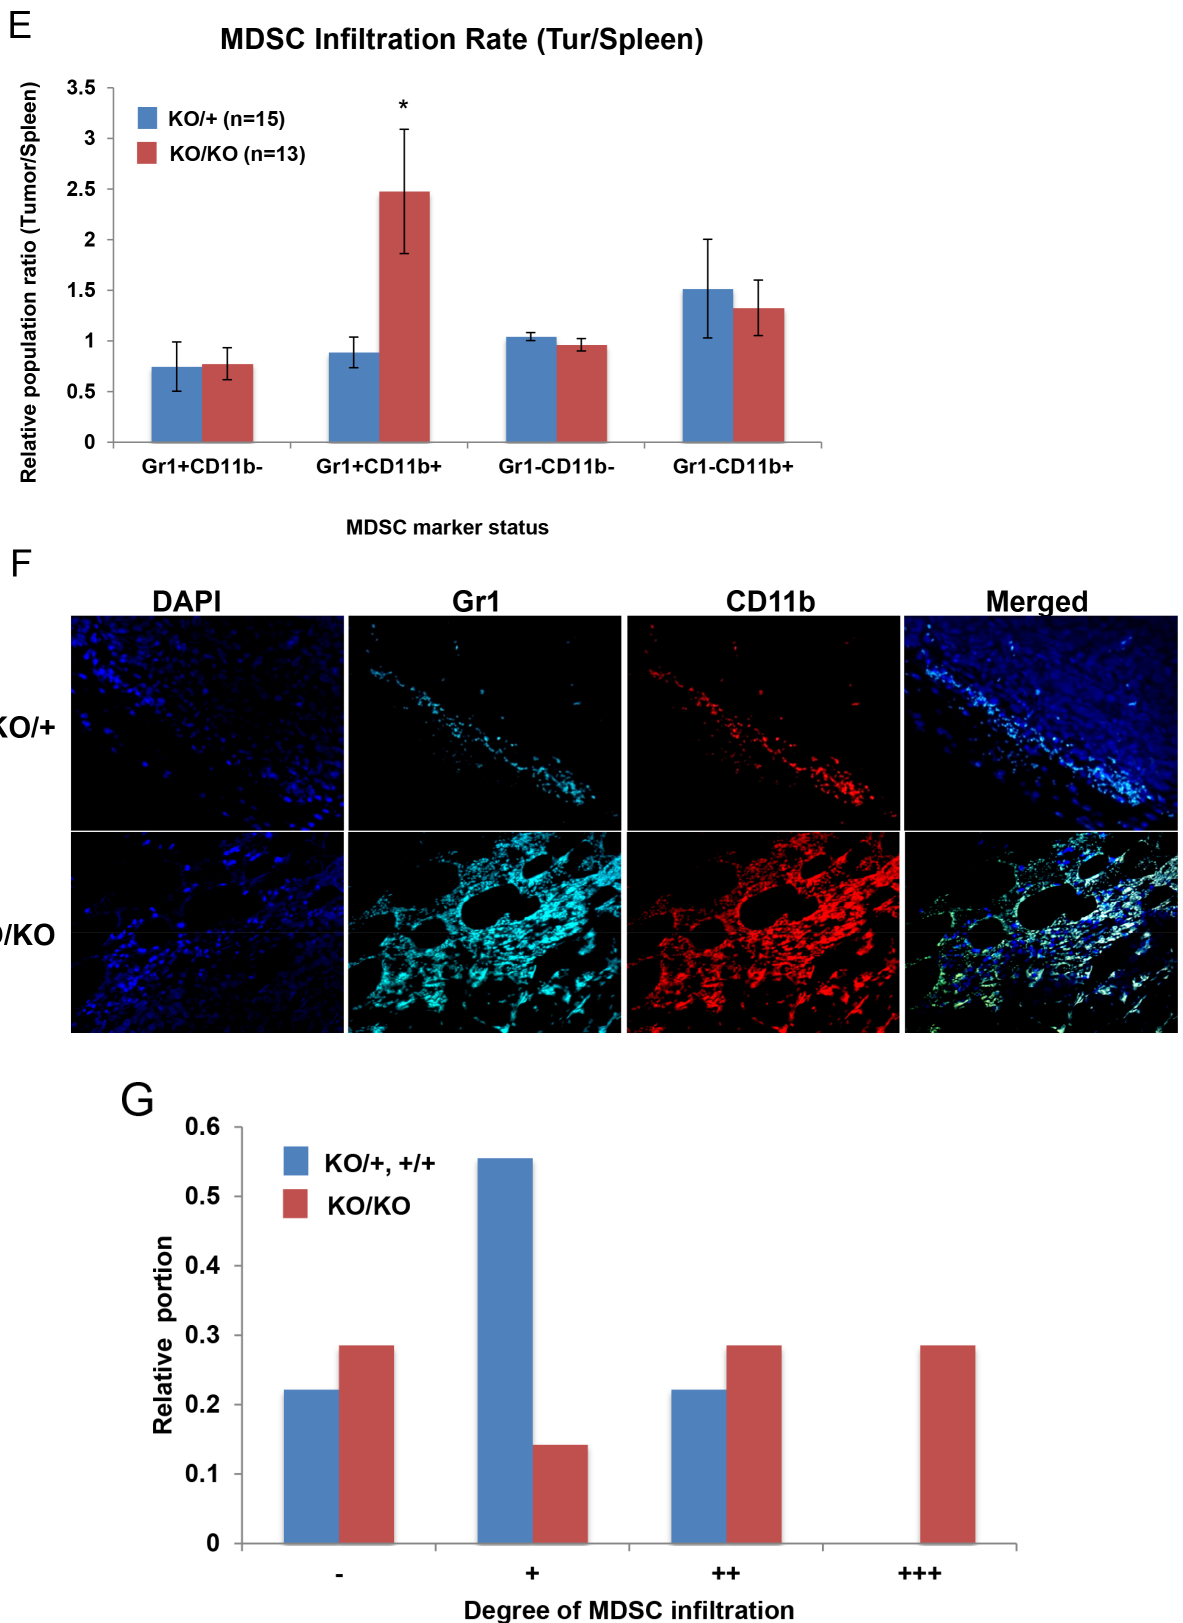 E
MDSC Infiltration Rate (Tur/Spleen)
Relative population ratio (Tumor/Spleen)
3.5
3
2.5
2
1.5
1
0.5
0
KO/+ (n=15)
KO/KO (n=13)
*
Gr1+CD11b-
Gr1+CD11b+
Gr1-CD11b-
Gr1-CD11b+
MDSC marker status
F
DAPI
Gr1
CD11b
Merged
KO/+
/KO
G
Relative portion
0.6
0.5
0.4
0.3
0.2
0.1
0
KO/+, +/+
KO/KO
-
+
++
+++
Degree of MDSC infiltration